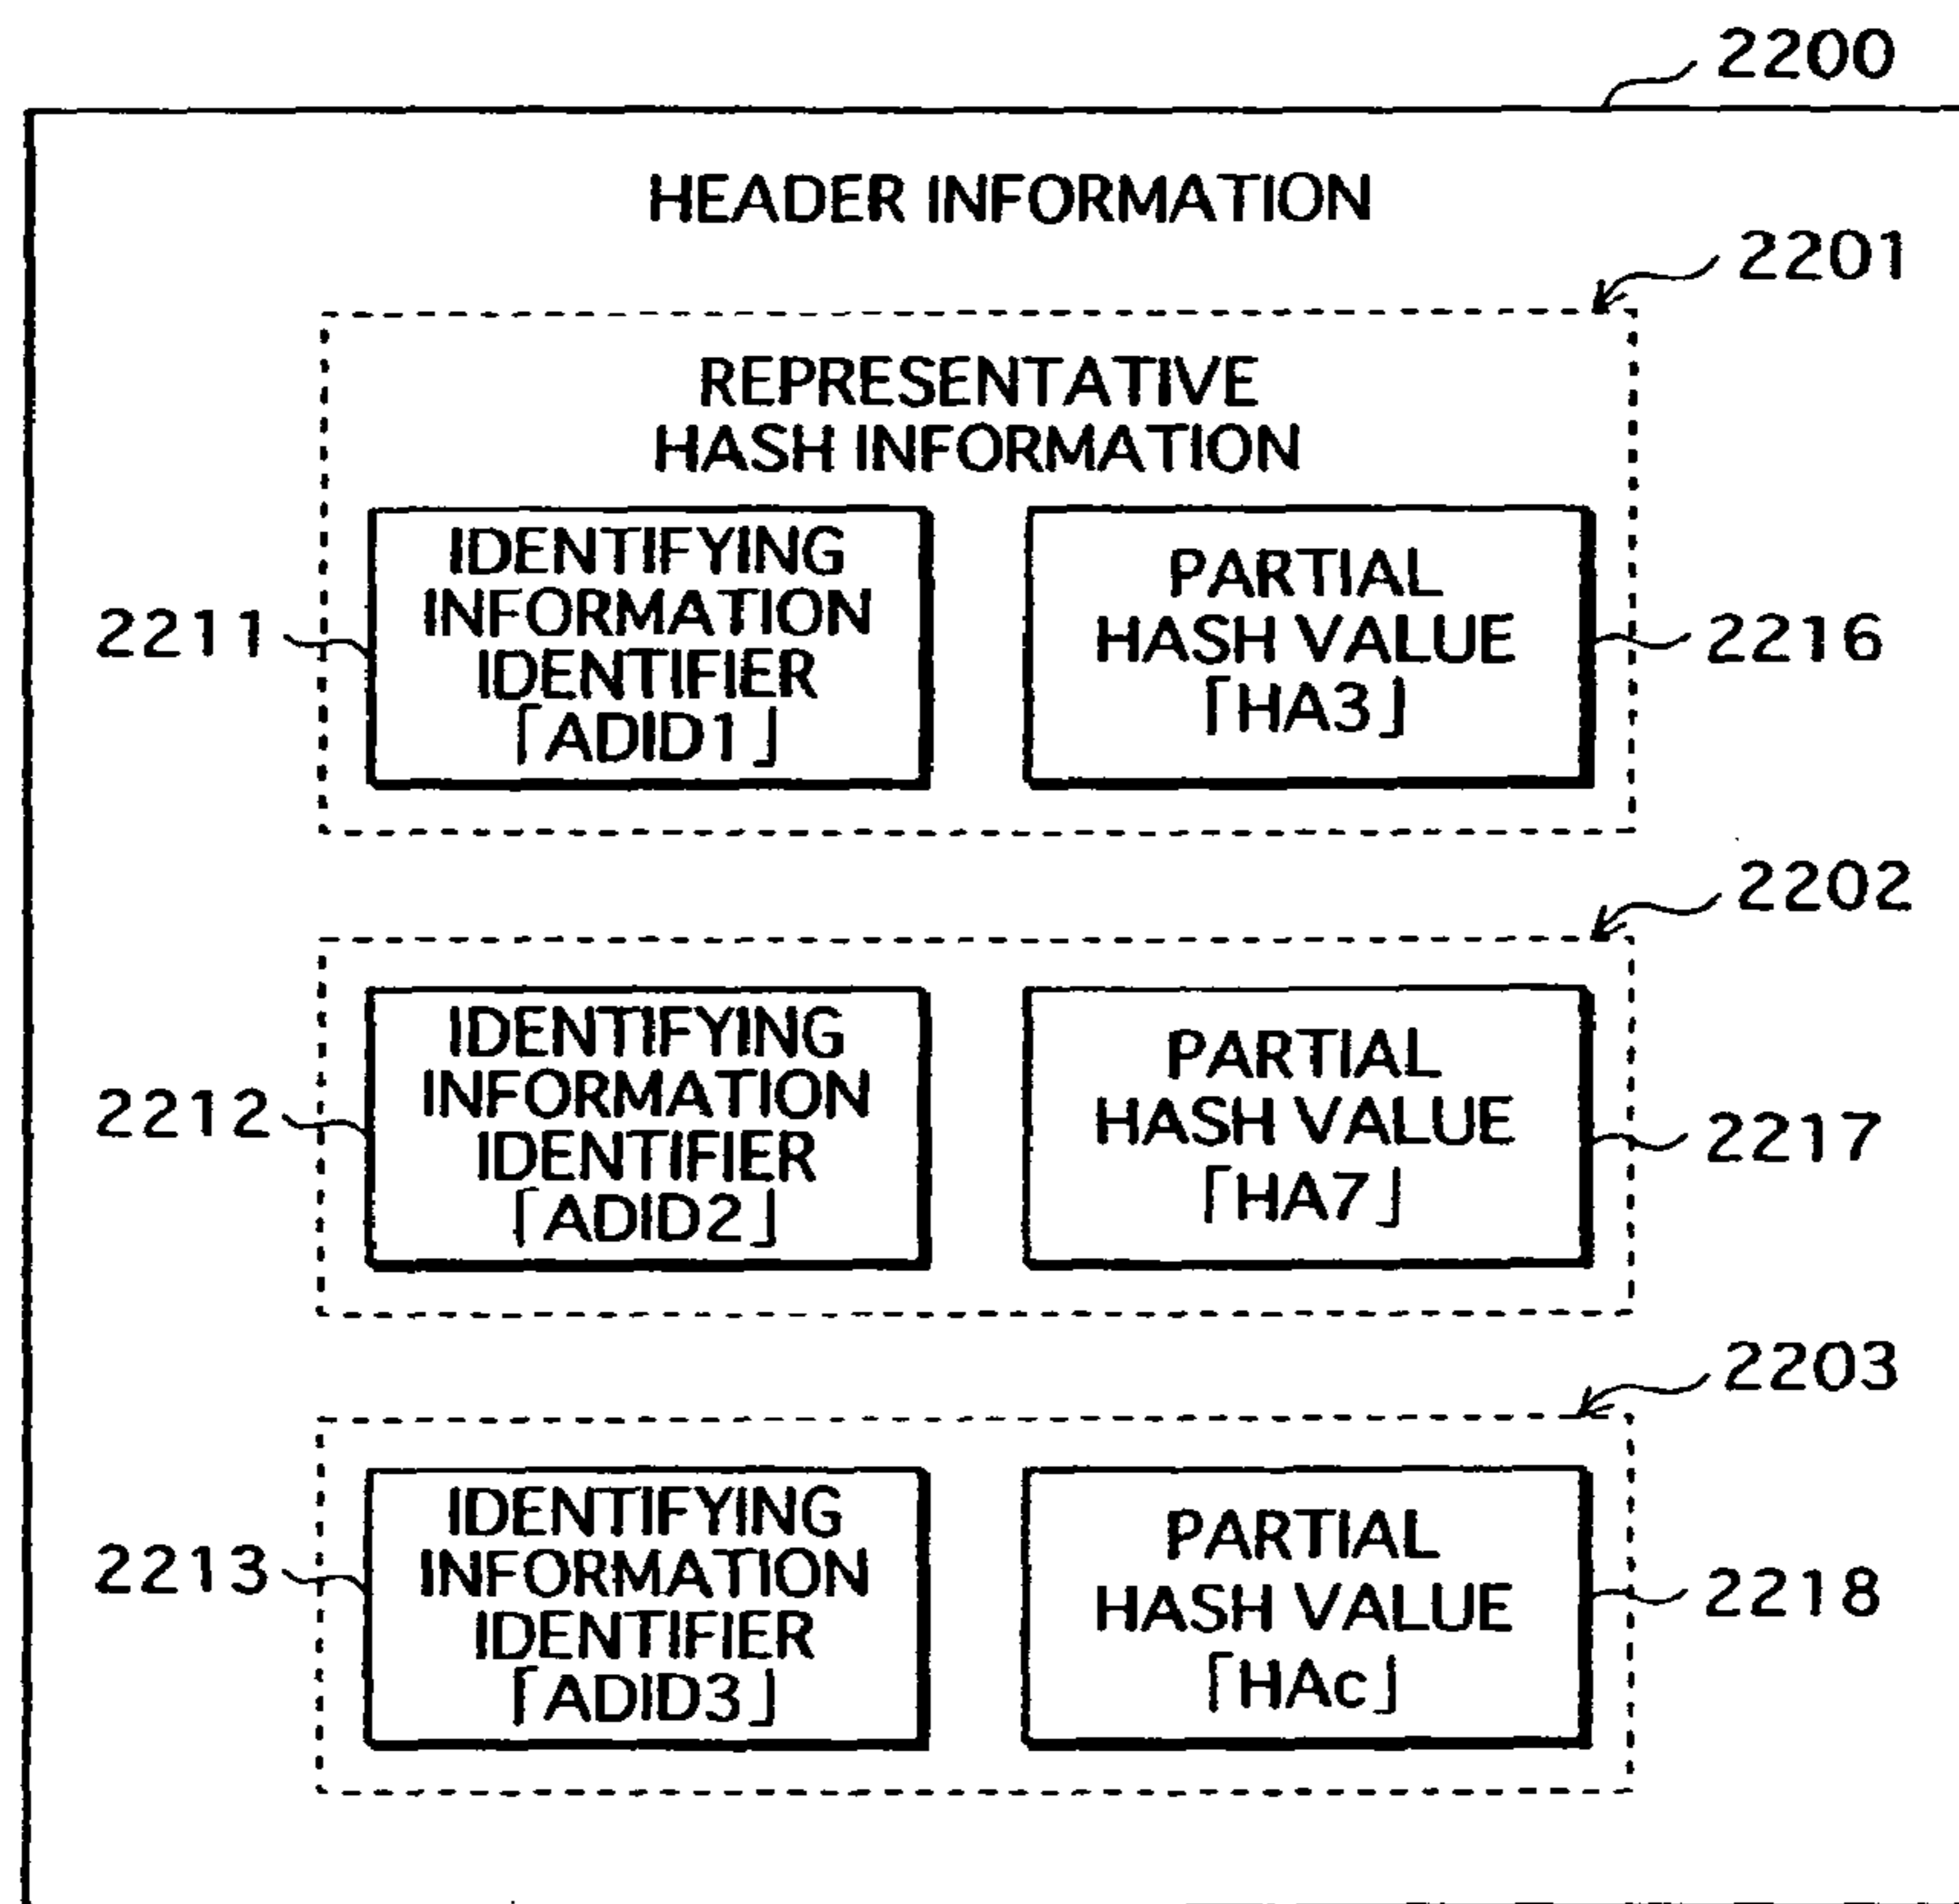 2200
HEADER INFORMATION
2201
REPRESENTATIVE
HASH INFORMATION
2211
IDENTIFYING
INFORMATION
IDENTIFIER
「ADID1」
PARTIAL
HASH VALUE
「HA3」
2216
2202
2212
IDENTIFYING
INFORMATION
IDENTIFIER
「ADID2」
PARTIAL
HASH VALUE
「HA7」
2217
2203
2213
IDENTIFYING
INFORMATION
IDENTIFIER
「ADID3」
PARTIAL
HASH VALUE
「HAc」
2218